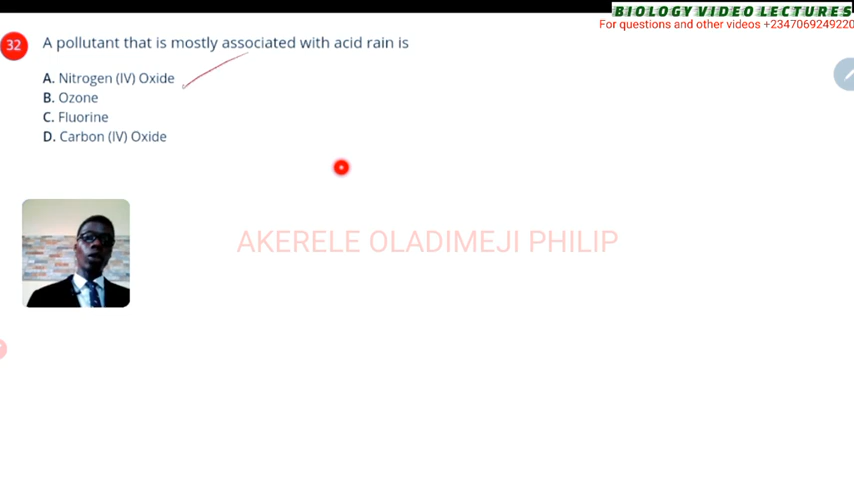 BIOLOGY VIDEO LECTURES
For questions and other videos +2347069249220
32 A pollutant that is mostly associated with acid rain is
A. Nitrogen (IV) Oxide
B. Ozone
C. Fluorine
D. Carbon (IV) Oxide
AKERELE OLADIMEJI PHILIP